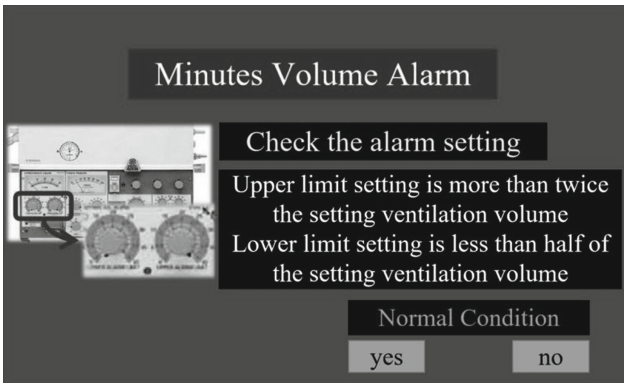 Minutes Volume Alarm
Check the alarm setting
Upper limit setting is more than twice
the setting ventilation volume
Lower limit setting is less than half of
the setting ventilation volume
Normal Condition
yes
no